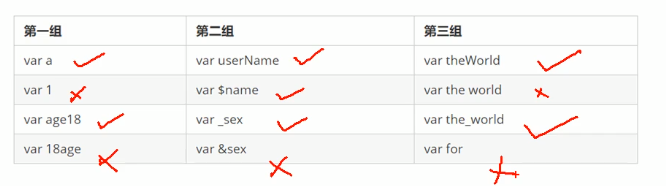 第一组 第二组 第三组
var a var userName var theWorld
var 1 var $name var the world
var age18 var _sex var the_world
var 18age var &sex var for